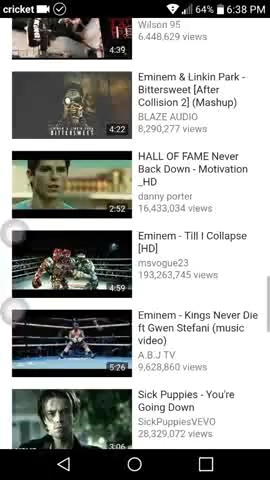 cricket 64% 6:38 PM
Wilson 95
6.448,629 views
4:39
Eminem & Linkin Park -
Bittersweet [After
Collision 2] (Mashup)
BLAZE AUDIO
8,290,277 views
BITTERSWEET
4:22
HALL OF FAME Never
Back Down - Motivation
_HD
danny porter
16,433,034 views
2:52
Eminem - Till I Collapse
[HD]
msvogue23
193,263,745 views
4:59
Eminem - Kings Never Die
ft Gwen Stefani (music
video)
A.B.J TV
9,628,860 views
5:26
Sick Puppies - You're
Going Down
SickPuppiesVEVO
28,329,072 views
3:06